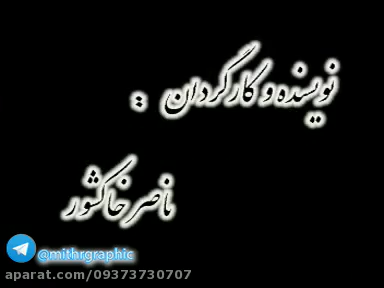 نویسنده و کارگردان :
ناصر خاکشور
@mithrgraphic
aparat.com/09373730707